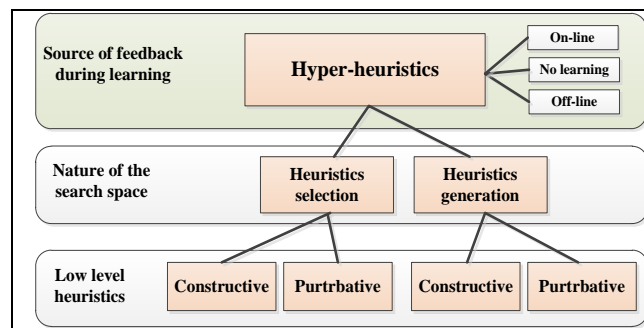 Source of feedback
during learning
Hyper-heuristics
On-line
No learning
Off-line
Nature of the
search space
Heuristics
selection
Heuristics
generation
Low level
heuristics
Constructive
Purtrbative
Constructive
Purtrbative